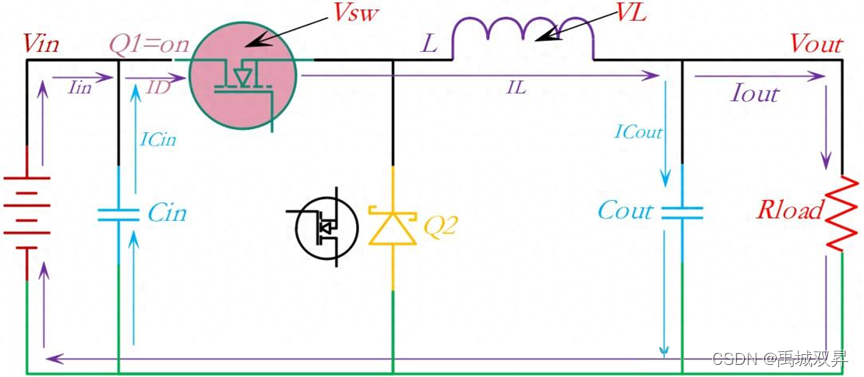 Vsw
VL
Vin
Q1=on
L
Vout
Iin
ID
IL
Iout
ICin
ICout
Cin
Q2
Cout
Rload
CSDN @禹城双昇